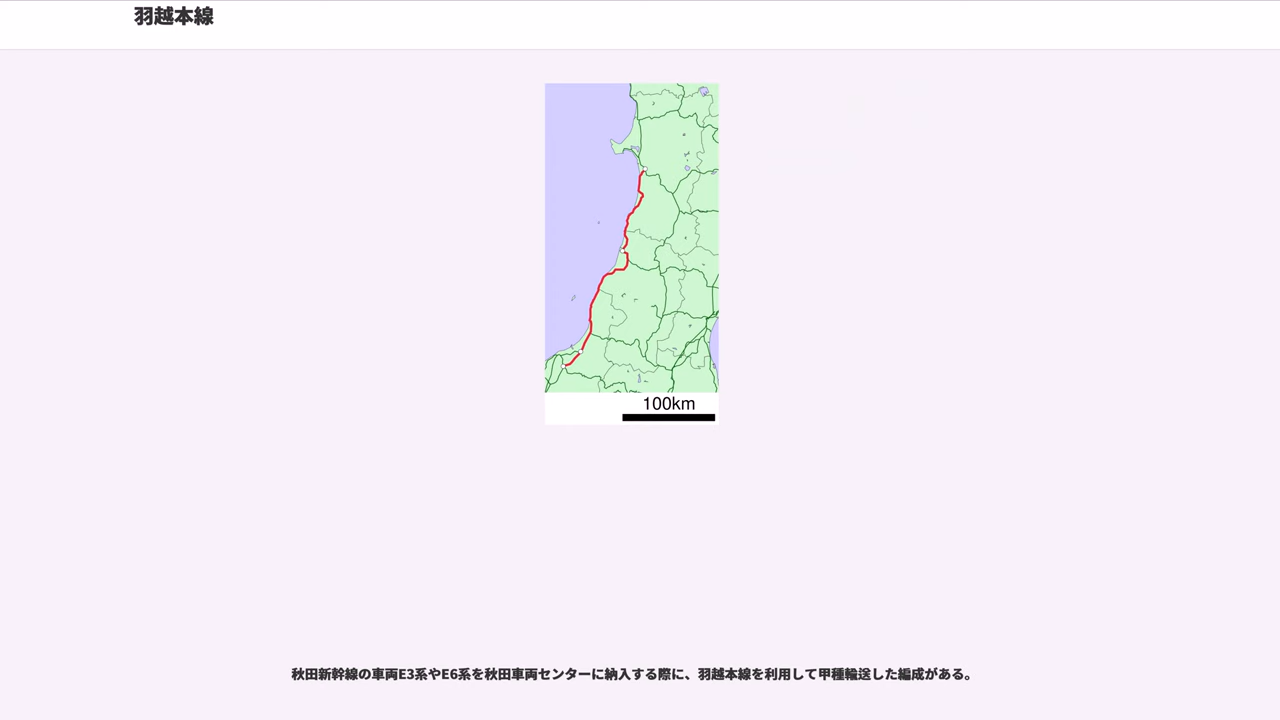 羽越本線
100km
秋田新幹線の車両E3系やE6系を秋田車両センターに納入する際に、羽越本線を利用して甲種輸送した編成がある。